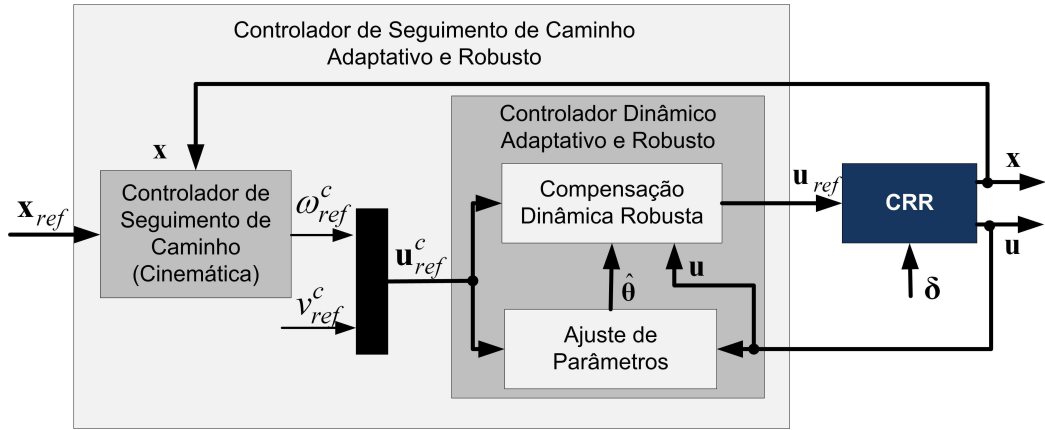 Controlador de Seguimento de Caminho
Adaptativo e Robusto
Controlador Dinâmico
Adaptativo e Robusto
x
x_ref
Controlador de
Seguimento de
Caminho
(Cinemática)
ω^c_ref
v^c_ref
u^c_ref
Compensação
Dinâmica Robusta
u_ref
CRR
x
u
δ
u
θ̂
Ajuste de
Parâmetros